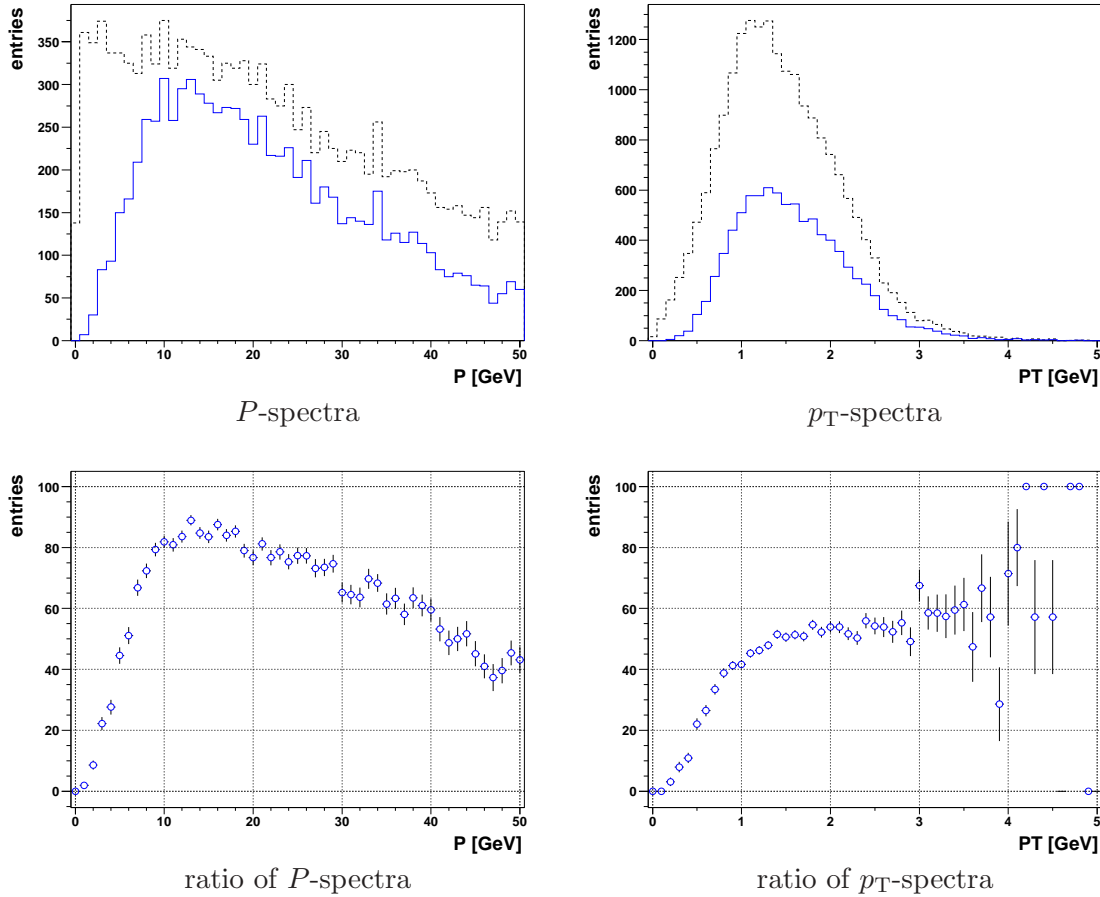 entries
350
300
250
200
150
100
50
0
0 10 20 30 40 50
P [GeV]
P-spectra
entries
1200
1000
800
600
400
200
0
0 1 2 3 4 5
PT [GeV]
pT-spectra
entries
100
80
60
40
20
0
0 10 20 30 40 50
P [GeV]
ratio of P-spectra
entries
100
80
60
40
20
0
0 1 2 3 4 5
PT [GeV]
ratio of pT-spectra